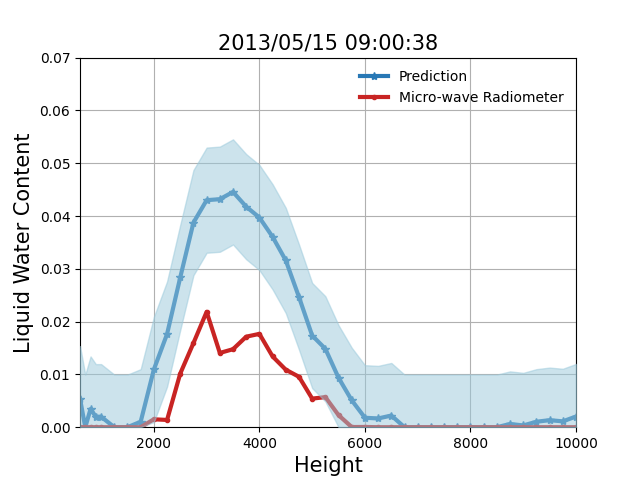 2013/05/15 09:00:38
Prediction
Micro-wave Radiometer
Liquid Water Content
0.07
0.06
0.05
0.04
0.03
0.02
0.01
0.00
2000 4000 6000 8000 10000
Height